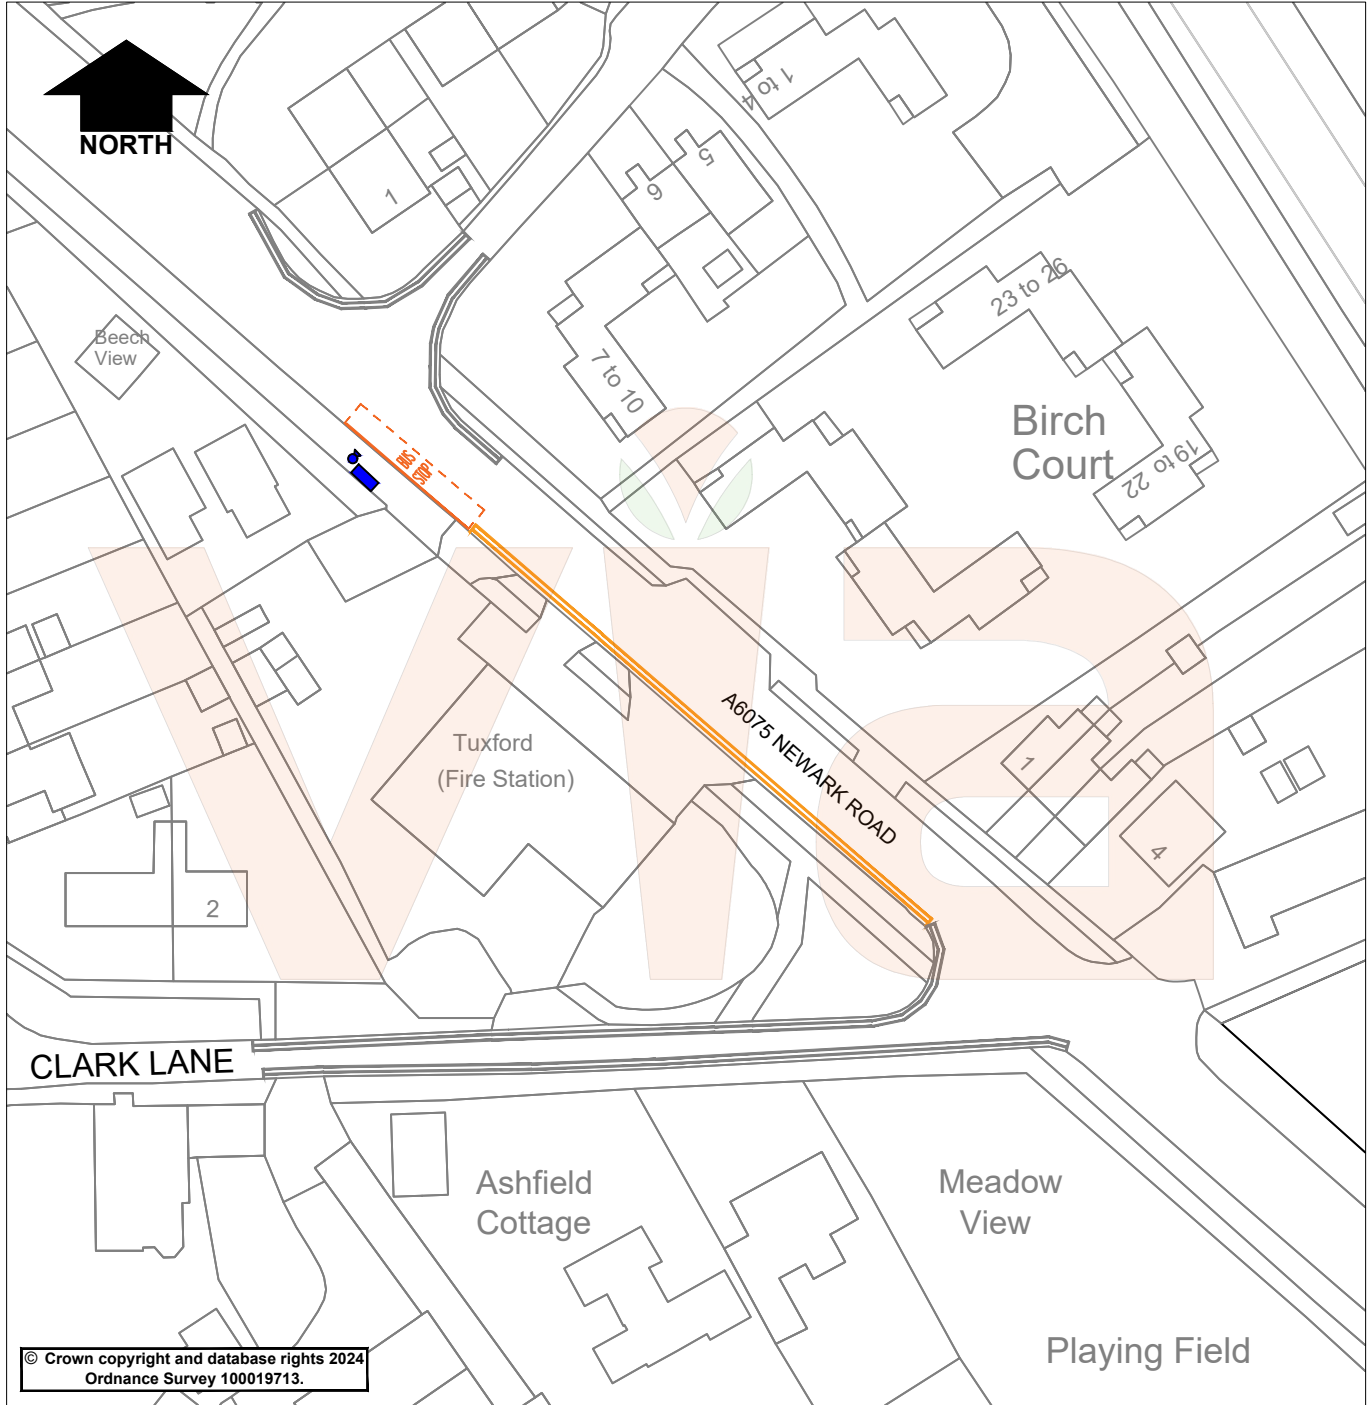 NORTH
1
1 to 4
5
6
Beech
View
7 to 10
23 to 26
Birch
Court
19 to 22
BUS
STOP
via
A6075 NEWARK ROAD
Tuxford
(Fire Station)
1
4
2
CLARK LANE
Ashfield
Cottage
Meadow
View
Playing Field
© Crown copyright and database rights 2024
Ordnance Survey 100019713.